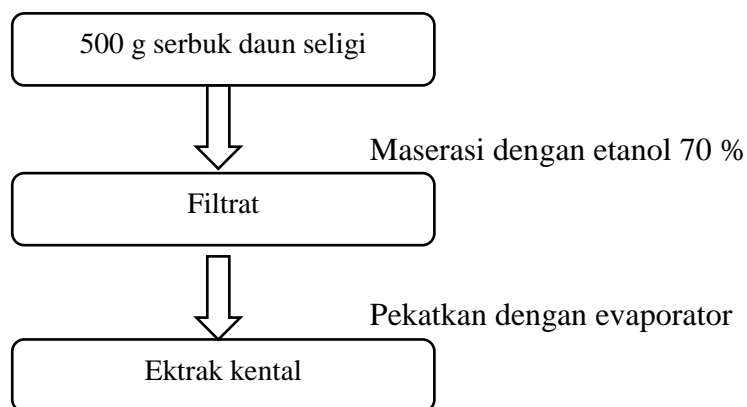 500 g serbuk daun seligi
Maserasi dengan etanol 70 %
Filtrat
Pekatkan dengan evaporator
Ektrak kental